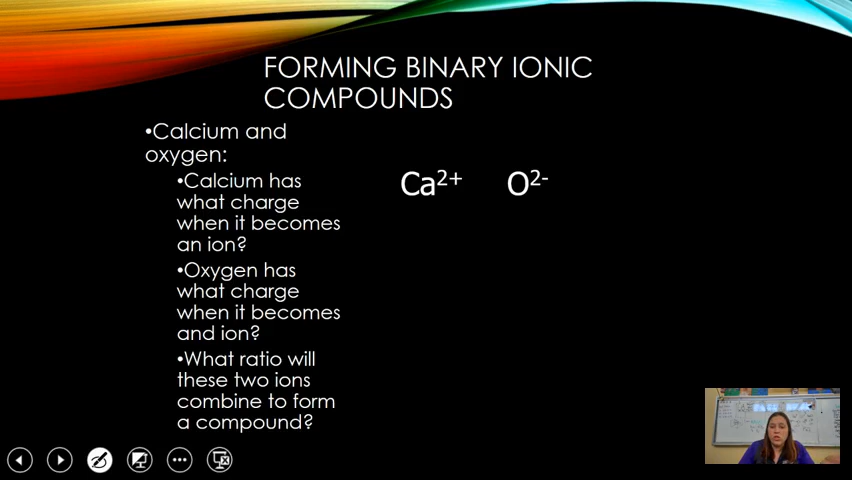 FORMING BINARY IONIC
COMPOUNDS
•Calcium and
oxygen:
•Calcium has
what charge
when it becomes
an ion?
•Oxygen has
what charge
when it becomes
and ion?
•What ratio will
these two ions
combine to form
a compound?
Ca²⁺ O²⁻